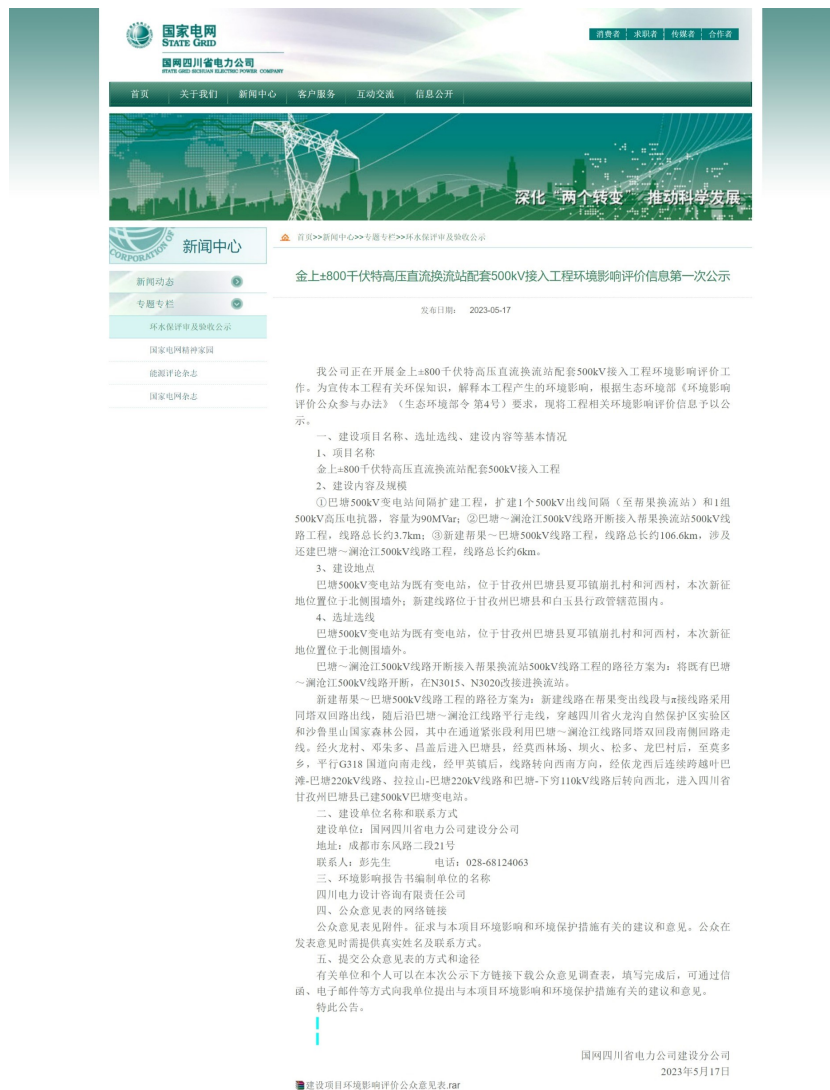 国家电网
STATE GRID
国网四川省电力公司
STATE GRID SICHUAN ELECTRIC POWER COMPANY
消费者 求职者 传媒者 合作者
首页 关于我们 新闻中心 客户服务 互动交流 信息公开
深化“两个转变” 推动科学发展
CORPORATION OF
新闻中心
首页>>新闻中心>>专题专栏>>环水保评审及验收公示
新闻动态
专题专栏
环水保评审及验收公示
国家电网精神家园
能源评论杂志
国家电网杂志
金上±800千伏特高压直流换流站配套500kV接入工程环境影响评价信息第一次公示
发布日期： 2023-05-17
我公司正在开展金上±800千伏特高压直流换流站配套500kV接入工程环境影响评价工
作。为宣传本工程有关环保知识，解释本工程产生的环境影响，根据生态环境部《环境影响
评价公众参与办法》（生态环境部令 第4号）要求，现将工程相关环境影响评价信息予以公
示。
一、建设项目名称、选址选线、建设内容等基本情况
1、项目名称
金上±800千伏特高压直流换流站配套500kV接入工程
2、建设内容及规模
①巴塘500kV变电站间隔扩建工程，扩建1个500kV出线间隔（至帮果换流站）和1组
500kV高压电抗器，容量为90MVar；②巴塘～澜沧江500kV线路开断接入帮果换流站500kV线
路工程，线路总长约3.7km；③新建帮果～巴塘500kV线路工程，线路总长约106.6km，涉及
还建巴塘～澜沧江500kV线路工程，线路总长约6km。
3、建设地点
巴塘500kV变电站为既有变电站，位于甘孜州巴塘县夏邛镇崩扎村和河西村，本次新征
地位置位于北侧围墙外；新建线路位于甘孜州巴塘县和白玉县行政管辖范围内。
4、选址选线
巴塘500kV变电站为既有变电站，位于甘孜州巴塘县夏邛镇崩扎村和河西村，本次新征
地位置位于北侧围墙外。
巴塘～澜沧江500kV线路开断接入帮果换流站500kV线路工程的路径方案为：将既有巴塘
～澜沧江500kV线路开断，在N3015、N3020改接进换流站。
新建帮果～巴塘500kV线路工程的路径方案为：新建线路在帮果变出线段与π接线路采用
同塔双回路出线，随后沿巴塘～澜沧江线路平行走线，穿越四川省火龙沟自然保护区实验区
和沙鲁里山国家森林公园，其中在通道紧张段利用巴塘～澜沧江线路同塔双回段南侧回路走
线。经火龙村、邓朱多、昌盖后进入巴塘县，经莫西林场、坝火、松多、龙巴村后，至莫多
乡，平行G318 国道向南走线，经甲英镇后，线路转向西南方向，经依龙西后连续跨越叶巴
滩-巴塘220kV线路、拉拉山-巴塘220kV线路和巴塘-下穷110kV线路后转向西北，进入四川省
甘孜州巴塘县已建500kV巴塘变电站。
二、建设单位名称和联系方式
建设单位：国网四川省电力公司建设分公司
地址：成都市东风路二段21号
联系人：彭先生 电话：028-68124063
三、环境影响报告书编制单位的名称
四川电力设计咨询有限责任公司
四、公众意见表的网络链接
公众意见表见附件。征求与本项目环境影响和环境保护措施有关的建议和意见。公众在
发表意见时需提供真实姓名及联系方式。
五、提交公众意见表的方式和途径
有关单位和个人可以在本次公示下方链接下载公众意见调查表，填写完成后，可通过信
函、电子邮件等方式向我单位提出与本项目环境影响和环境保护措施有关的建议和意见。
特此公告。
国网四川省电力公司建设分公司
2023年5月17日
建设项目环境影响评价公众意见表.rar